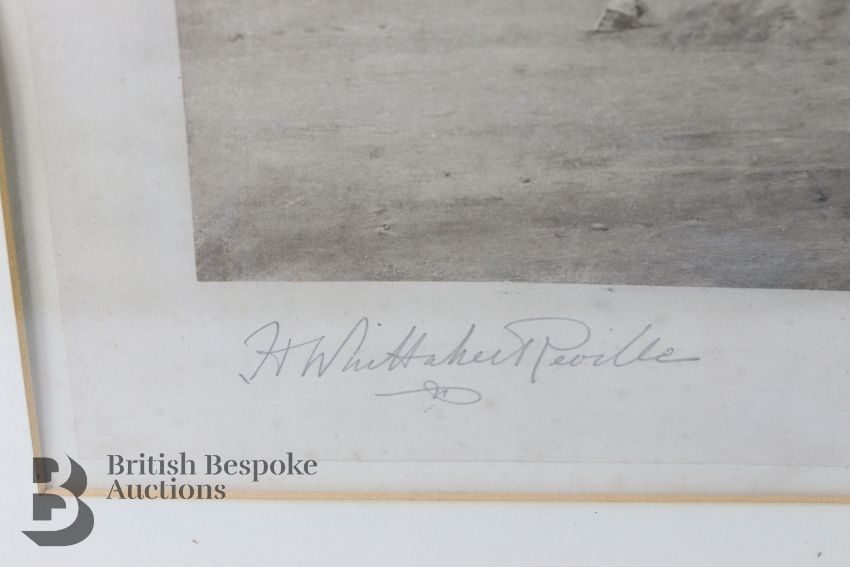 H Whittaker Reville
British Bespoke
Auctions